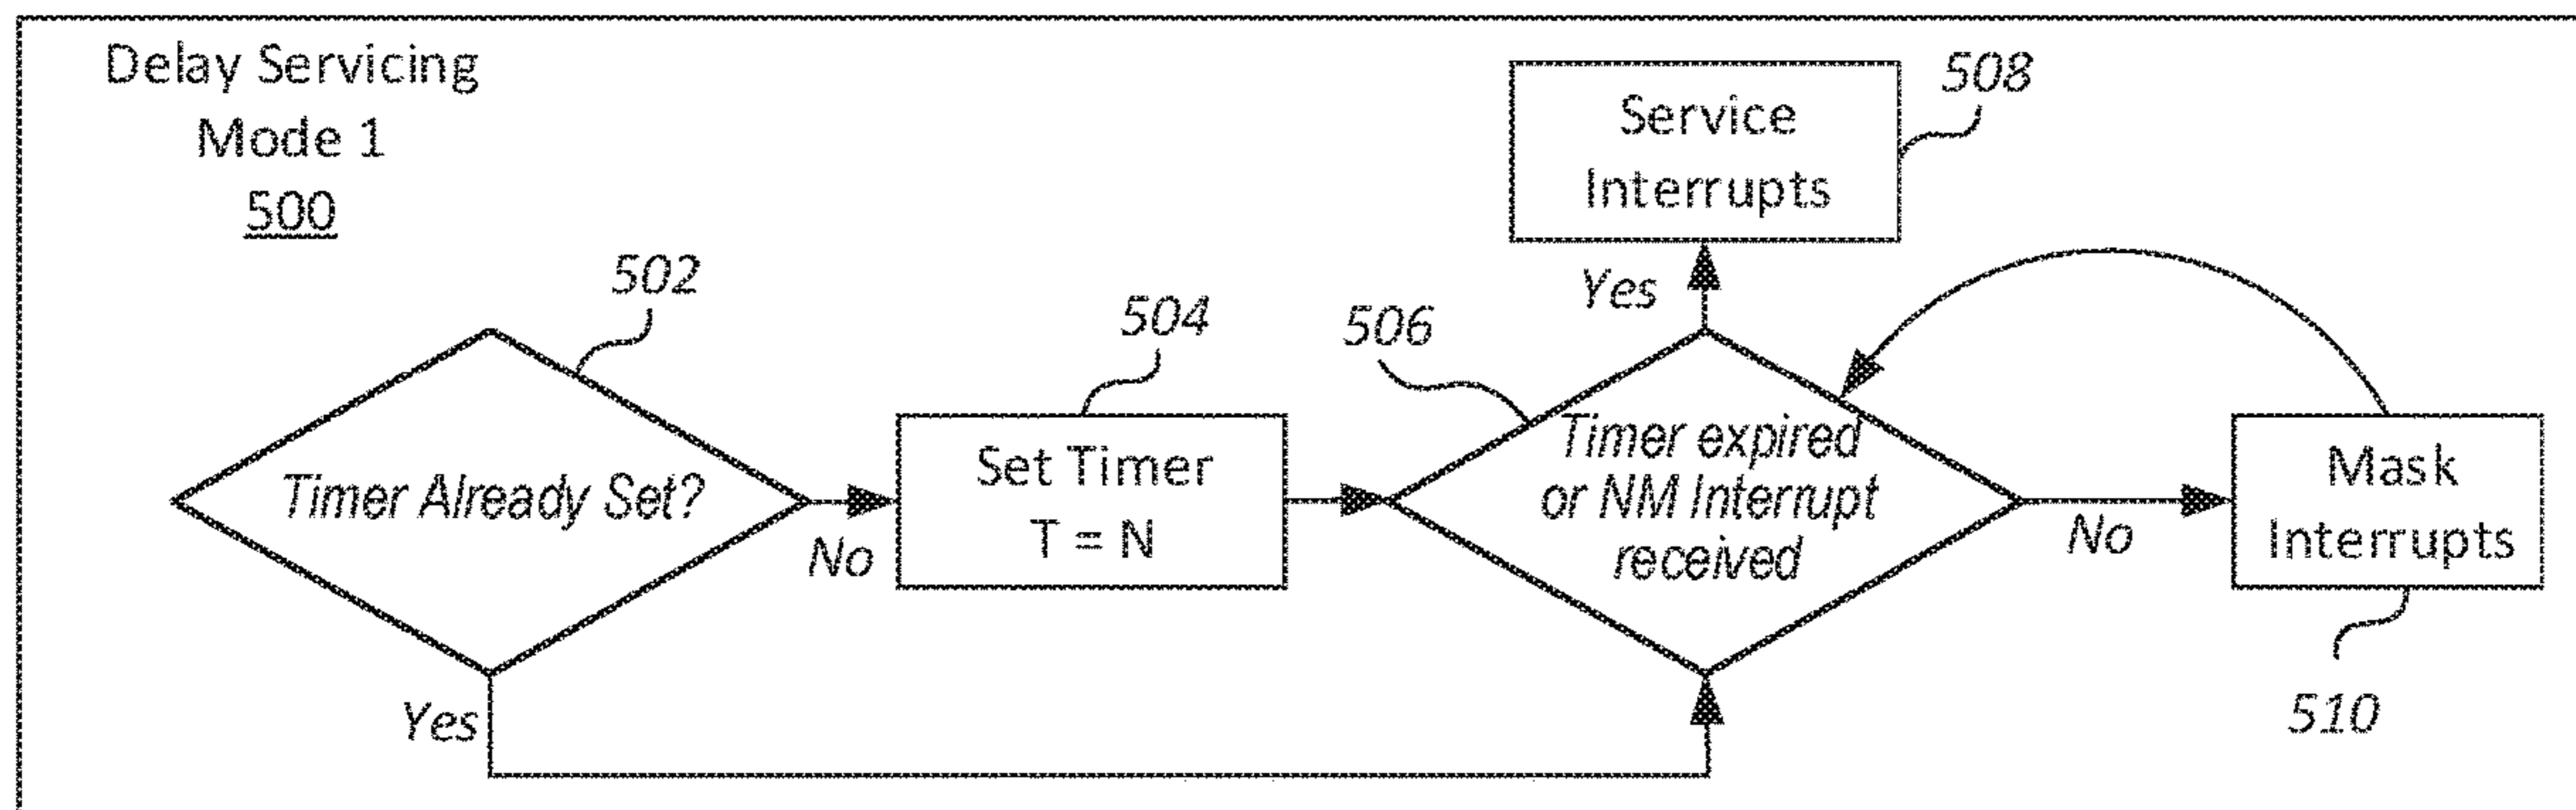 Delay Servicing
Mode 1
500
502
Timer Already Set?
Yes
No
504
Set Timer
T = N
506
Timer expired
or NM Interrupt
received
Yes
508
Service
Interrupts
No
Mask
Interrupts
510